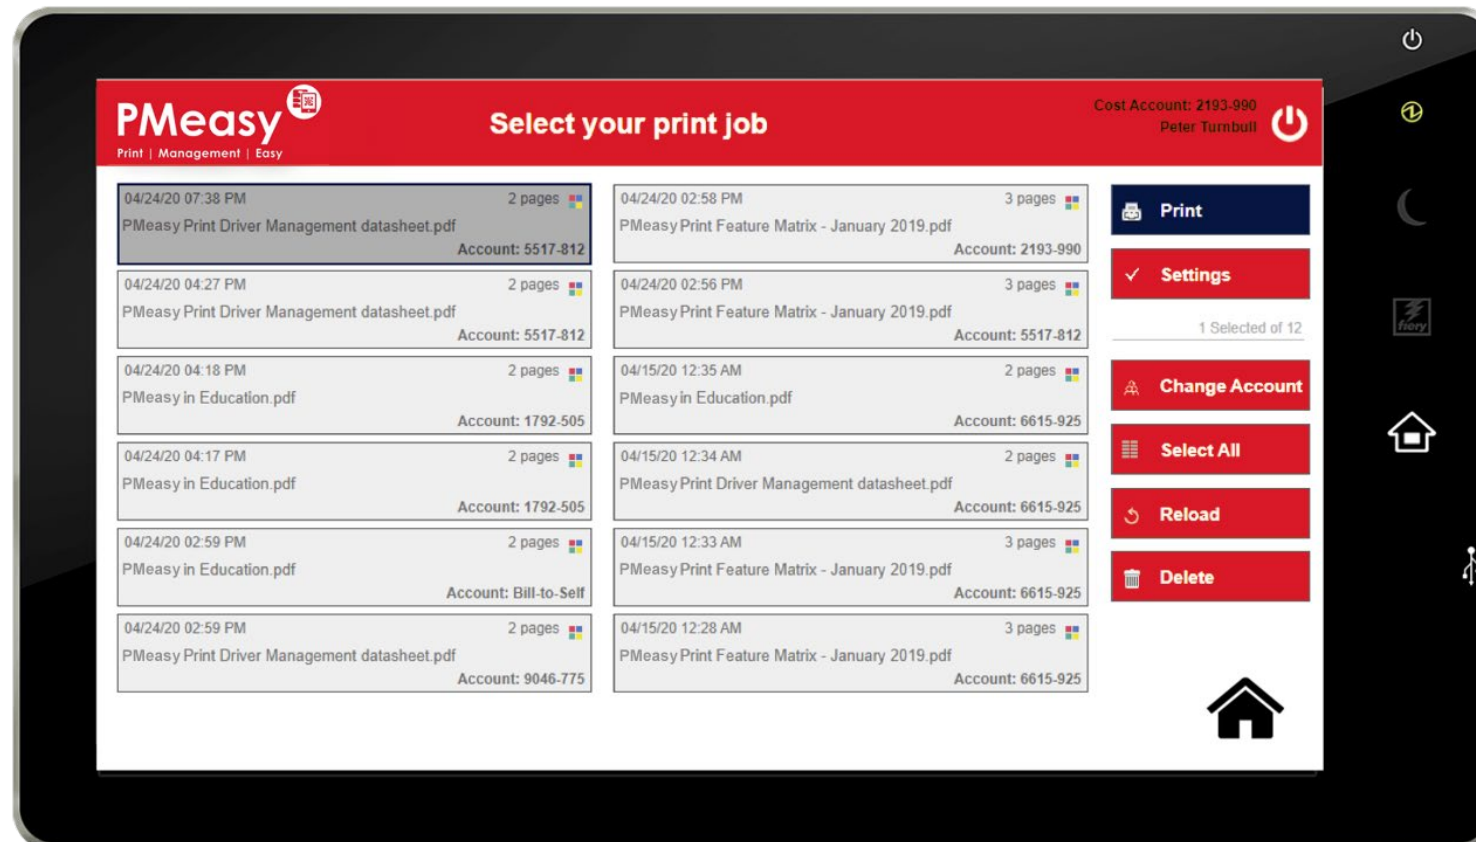 PMeasy
Print | Management | Easy
Select your print job
Cost Account: 2193-990
Peter Turnbull
04/24/20 07:38 PM 2 pages
PMeasy Print Driver Management datasheet.pdf
Account: 5517-812
04/24/20 04:27 PM 2 pages
PMeasy Print Driver Management datasheet.pdf
Account: 5517-812
04/24/20 04:18 PM 2 pages
PMeasy in Education.pdf
Account: 1792-505
04/24/20 04:17 PM 2 pages
PMeasy in Education.pdf
Account: 1792-505
04/24/20 02:59 PM 2 pages
PMeasy in Education.pdf
Account: Bill-to-Self
04/24/20 02:59 PM 2 pages
PMeasy Print Driver Management datasheet.pdf
Account: 9046-775
04/24/20 02:58 PM 3 pages
PMeasy Print Feature Matrix - January 2019.pdf
Account: 2193-990
04/24/20 02:56 PM 3 pages
PMeasy Print Feature Matrix - January 2019.pdf
Account: 5517-812
04/15/20 12:35 AM 2 pages
PMeasy in Education.pdf
Account: 6615-925
04/15/20 12:34 AM 2 pages
PMeasy Print Driver Management datasheet.pdf
Account: 6615-925
04/15/20 12:33 AM 3 pages
PMeasy Print Feature Matrix - January 2019.pdf
Account: 6615-925
04/15/20 12:28 AM 3 pages
PMeasy Print Feature Matrix - January 2019.pdf
Account: 6615-925
Print
Settings
1 Selected of 12
Change Account
Select All
Reload
Delete
fiery